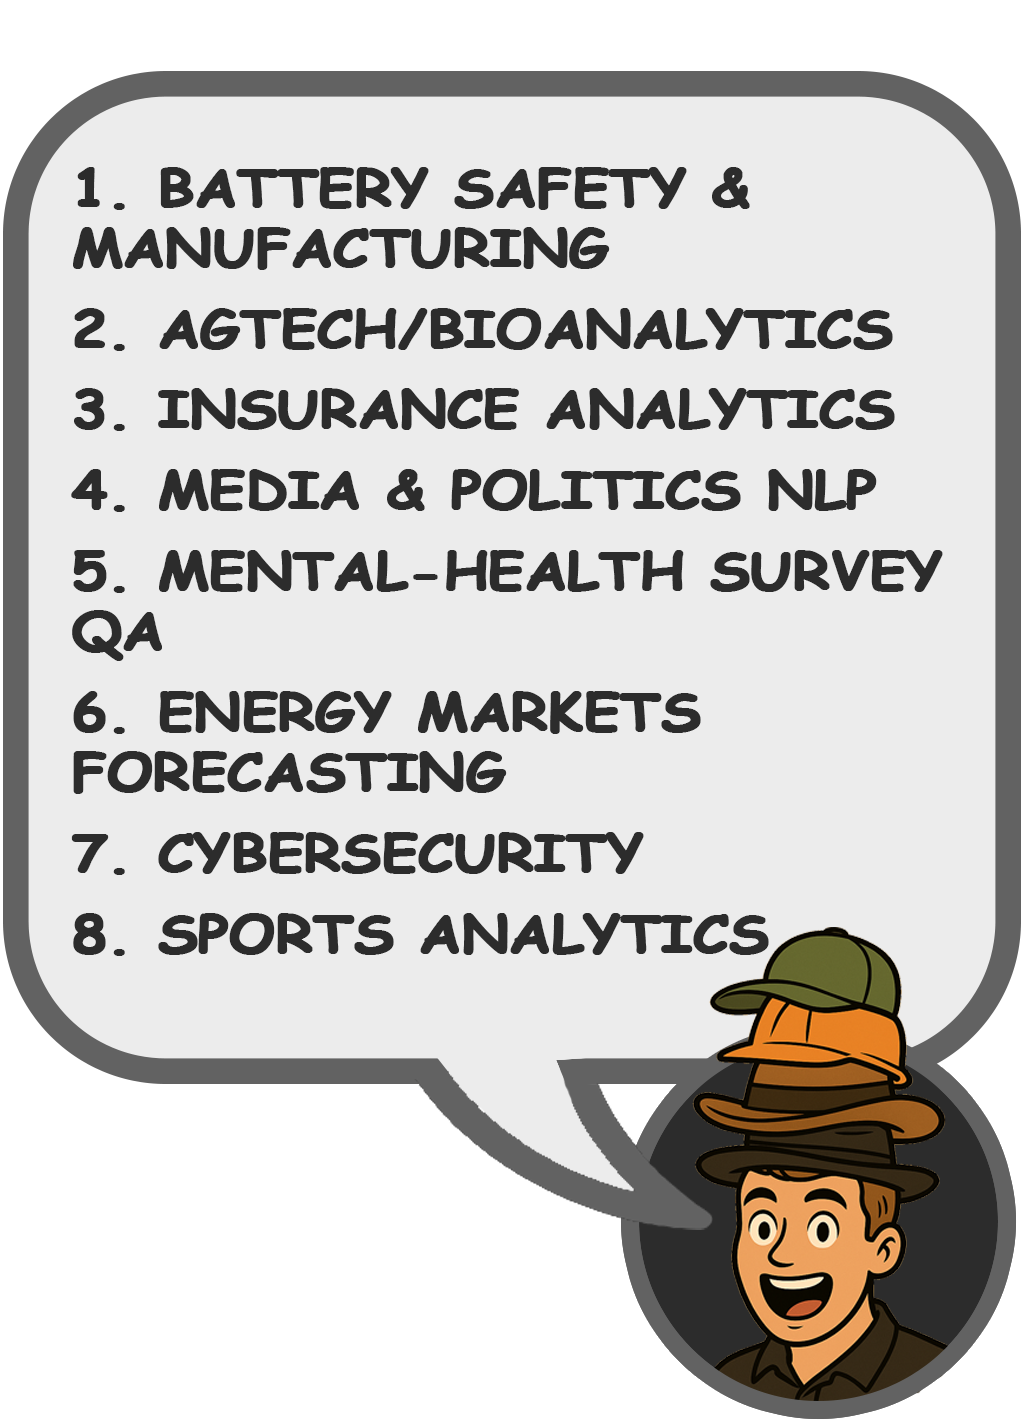 1. BATTERY SAFETY &
MANUFACTURING
2. AGTECH/BIOANALYTICS
3. INSURANCE ANALYTICS
4. MEDIA & POLITICS NLP
5. MENTAL-HEALTH SURVEY
QA
6. ENERGY MARKETS
FORECASTING
7. CYBERSECURITY
8. SPORTS ANALYTICS